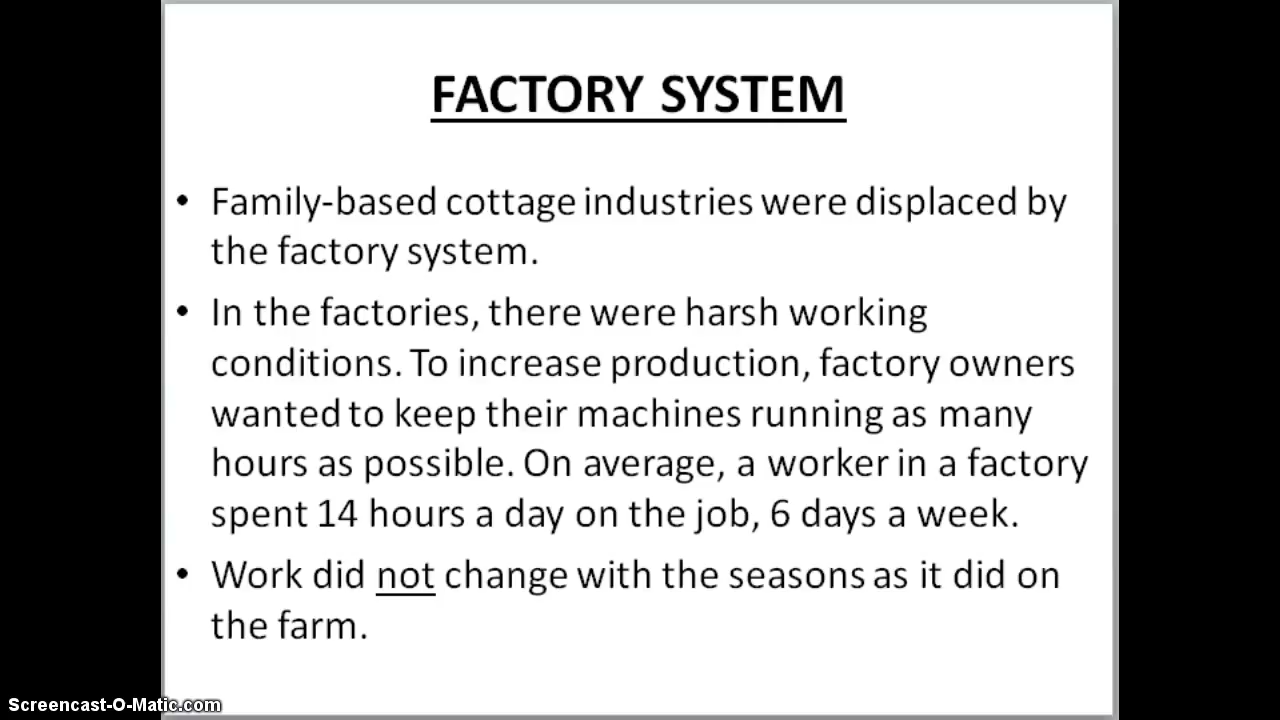 FACTORY SYSTEM
• Family-based cottage industries were displaced by
the factory system.
• In the factories, there were harsh working
conditions. To increase production, factory owners
wanted to keep their machines running as many
hours as possible. On average, a worker in a factory
spent 14 hours a day on the job, 6 days a week.
• Work did not change with the seasons as it did on
the farm.
Screencast-O-Matic.com